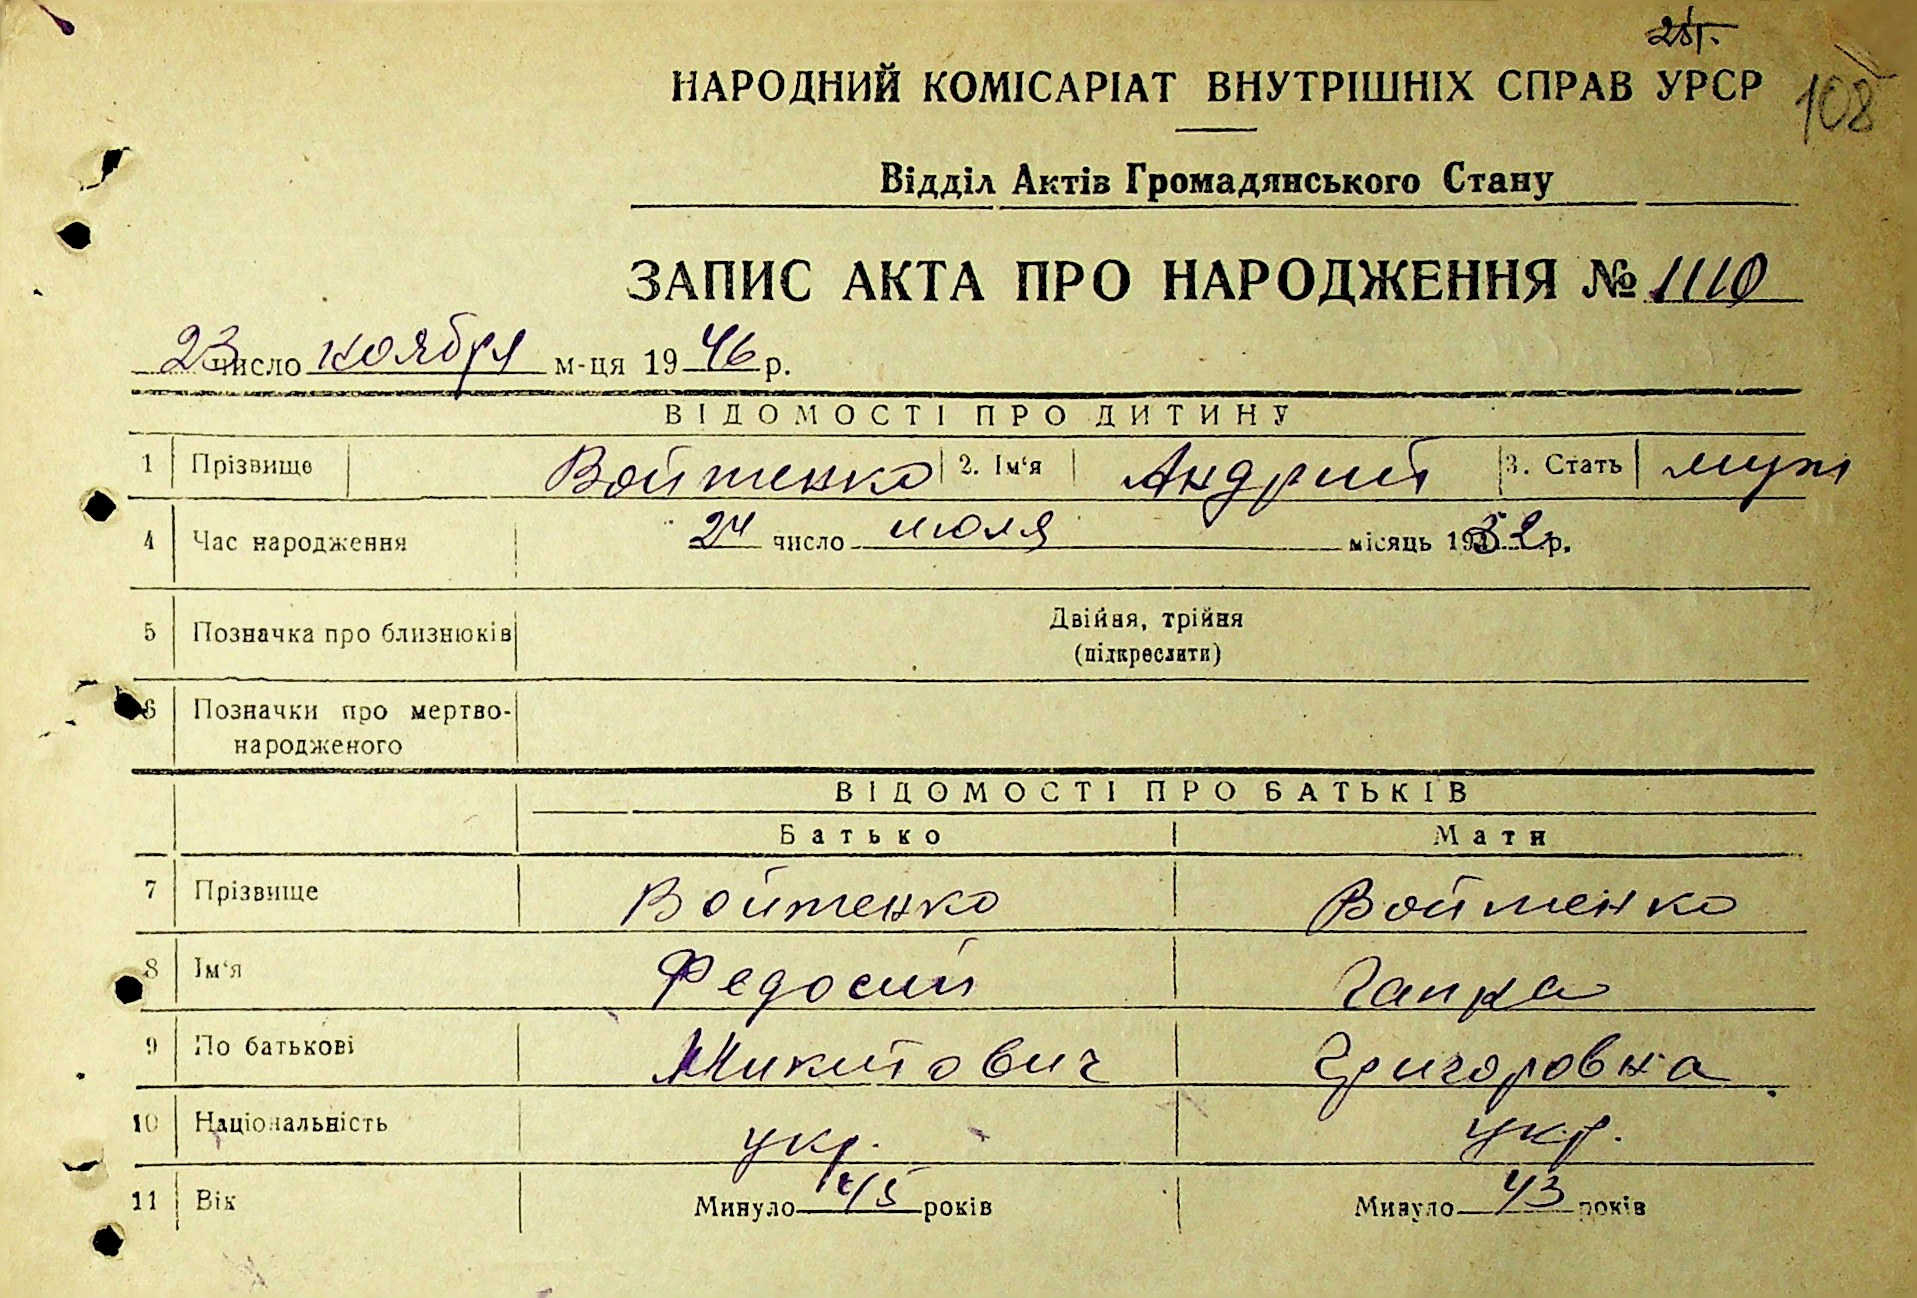 25г.
НАРОДНИЙ КОМІСАРІАТ ВНУТРІШНІХ СПРАВ УРСР 108
Відділ Актів Громадянського Стану
ЗАПИС АКТА ПРО НАРОДЖЕННЯ № 1110
23 число ноября м-ця 1946 р.
ВІДОМОСТІ ПРО ДИТИНУ
1 Прізвище Войтенко 2. Ім'я Андрий 3. Стать муж
4 Час народження 24 число июля місяць 1932 р.
5 Позначка про близнюків Двійня, трійня
(підкреслити)
6 Позначки про мертво-
народженого
ВІДОМОСТІ ПРО БАТЬКІВ
Батько Мати
7 Прізвище Войтенко Войтенко
8 Ім'я Федосий Гапка
9 По батькові Микитович Григоровна
10 Національність укр. укр.
11 Вік Минуло 45 років Минуло 43 років